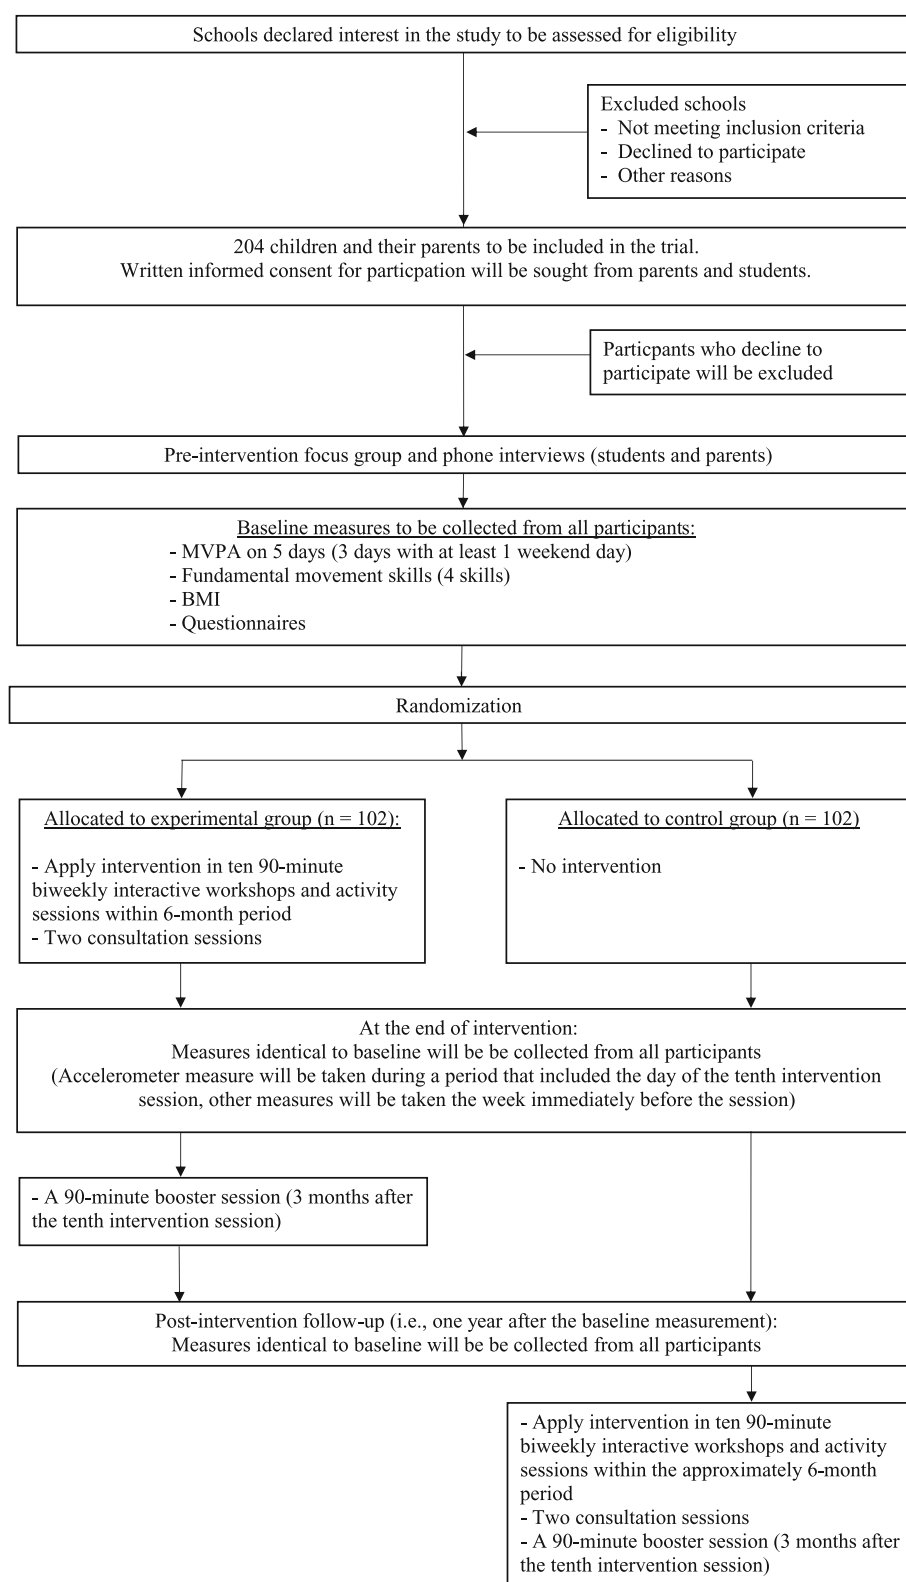 Schools declared interest in the study to be assessed for eligibility
Excluded schools
- Not meeting inclusion criteria
- Declined to participate
- Other reasons
204 children and their parents to be included in the trial.
Written informed consent for particpation will be sought from parents and students.
Particpants who decline to
participate will be excluded
Pre-intervention focus group and phone interviews (students and parents)
Baseline measures to be collected from all participants:
- MVPA on 5 days (3 days with at least 1 weekend day)
- Fundamental movement skills (4 skills)
- BMI
- Questionnaires
Randomization
Allocated to experimental group (n = 102):
- Apply intervention in ten 90-minute
biweekly interactive workshops and activity
sessions within 6-month period
- Two consultation sessions
Allocated to control group (n = 102)
- No intervention
At the end of intervention:
Measures identical to baseline will be be collected from all participants
(Accelerometer measure will be taken during a period that included the day of the tenth intervention
session, other measures will be taken the week immediately before the session)
- A 90-minute booster session (3 months after
the tenth intervention session)
Post-intervention follow-up (i.e., one year after the baseline measurement):
Measures identical to baseline will be be collected from all participants
- Apply intervention in ten 90-minute
biweekly interactive workshops and activity
sessions within the approximately 6-month
period
- Two consultation sessions
- A 90-minute booster session (3 months after
the tenth intervention session)